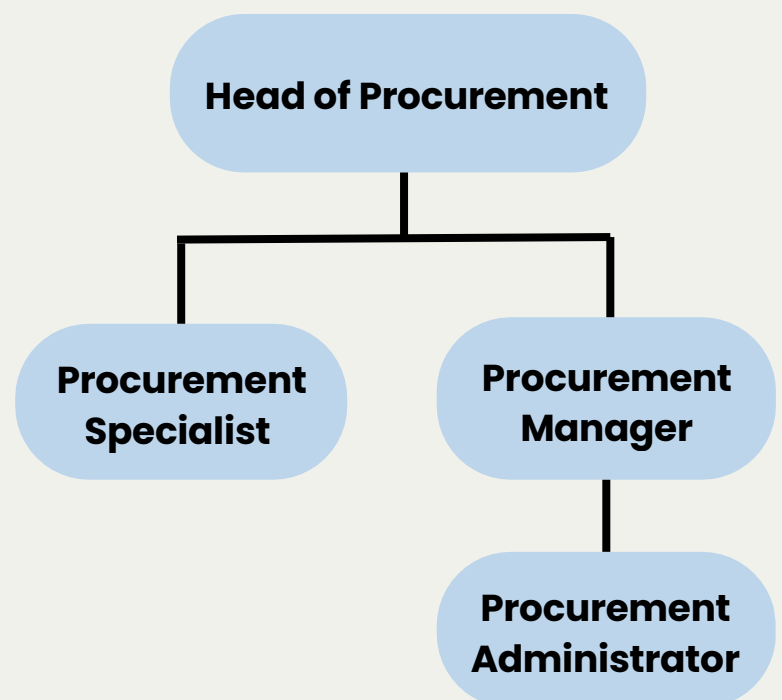 Head of Procurement
Procurement
Specialist
Procurement
Manager
Procurement
Administrator